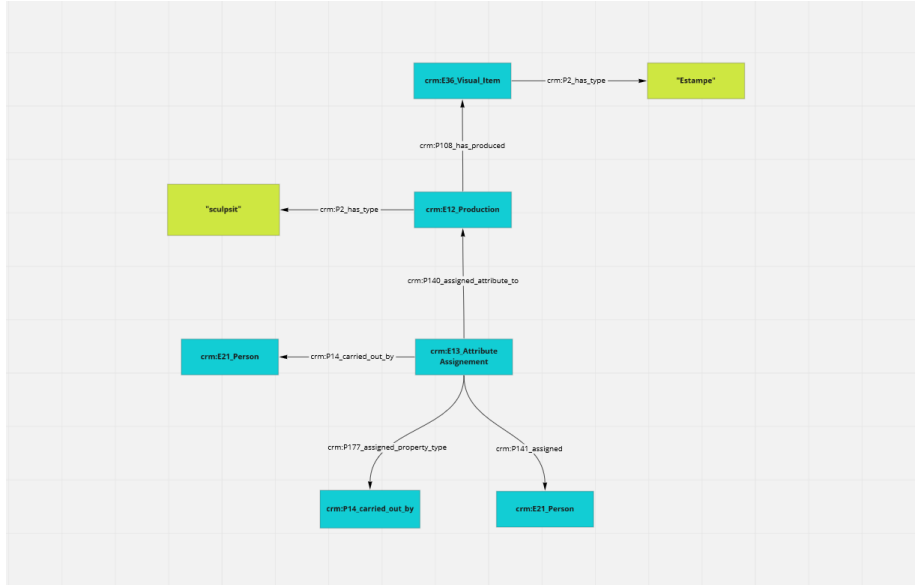 crm:E36_Visual_Item
crm:P2_has_type
"Estampe"
crm:P108_has_produced
"sculpsit"
crm:P2_has_type
crm:E12_Production
crm:P140_assigned_attribute_to
crm:E21_Person
crm:P14_carried_out_by
crm:E13_Attribute
Assignement
crm:P177_assigned_property_type
crm:P141_assigned
crm:P14_carried_out_by
crm:E21_Person